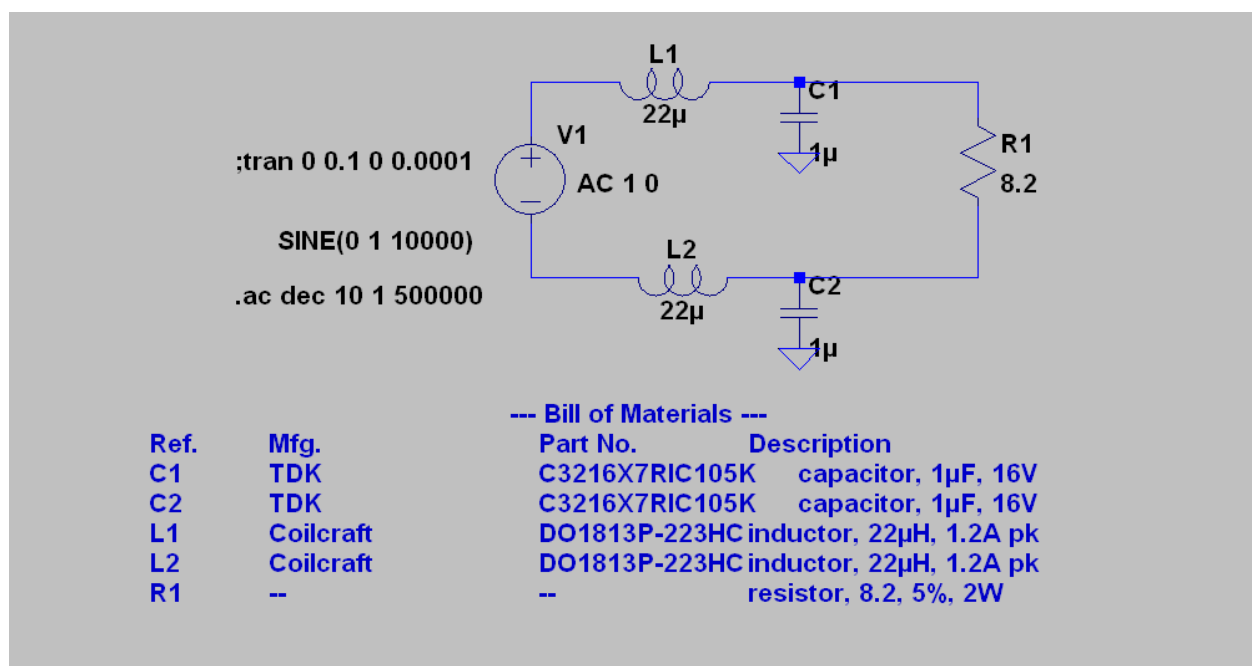 L1
22µ
C1
1µ
V1
AC 1 0
R1
8.2
;tran 0 0.1 0 0.0001
SINE(0 1 10000)
.ac dec 10 1 500000
L2
22µ
C2
1µ
--- Bill of Materials ---
Ref. Mfg. Part No. Description
C1 TDK C3216X7RIC105K capacitor, 1µF, 16V
C2 TDK C3216X7RIC105K capacitor, 1µF, 16V
L1 Coilcraft DO1813P-223HC inductor, 22µH, 1.2A pk
L2 Coilcraft DO1813P-223HC inductor, 22µH, 1.2A pk
R1 -- -- resistor, 8.2, 5%, 2W